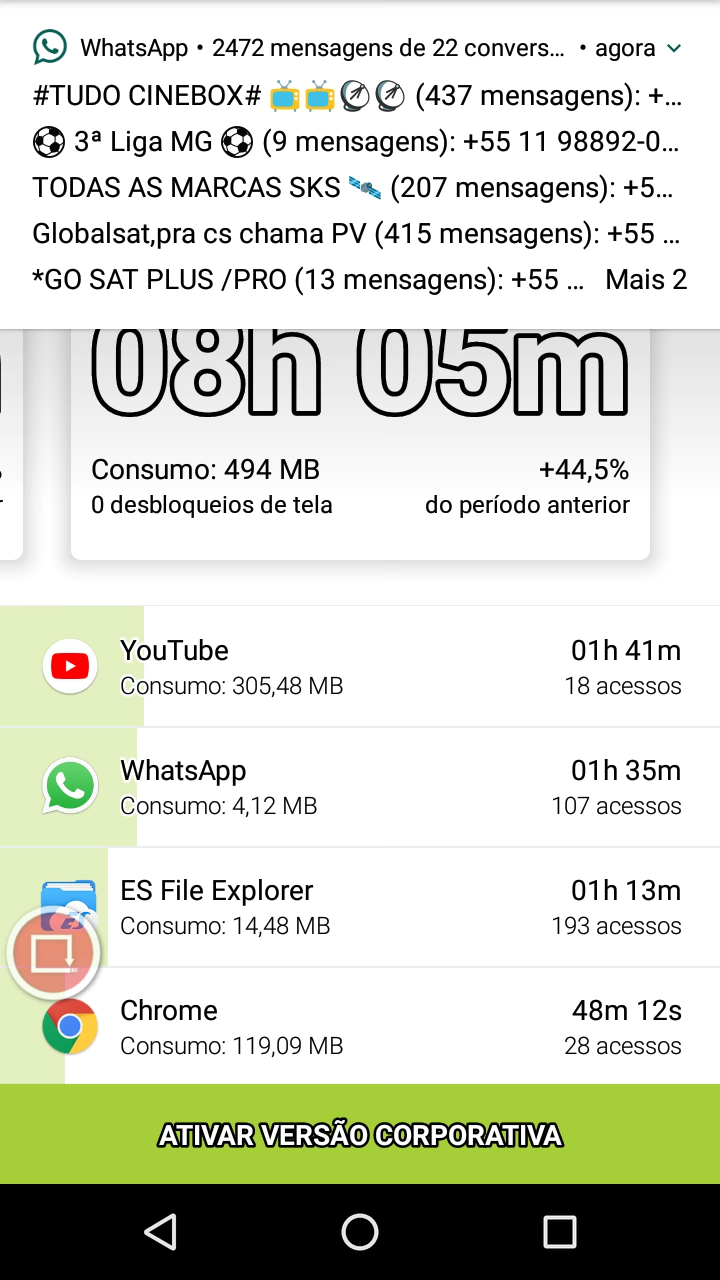 WhatsApp • 2472 mensagens de 22 convers... • agora
#TUDO CINEBOX# 📺📺📡📡 (437 mensagens): +...
⚽ 3ª Liga MG ⚽ (9 mensagens): +55 11 98892-0...
TODAS AS MARCAS SKS 🛰 (207 mensagens): +5...
Globalsat,pra cs chama PV (415 mensagens): +55 ...
*GO SAT PLUS /PRO (13 mensagens): +55 ... Mais 2
08h 05m
Consumo: 494 MB +44,5%
0 desbloqueios de tela do período anterior
YouTube 01h 41m
Consumo: 305,48 MB 18 acessos
WhatsApp 01h 35m
Consumo: 4,12 MB 107 acessos
ES File Explorer 01h 13m
Consumo: 14,48 MB 193 acessos
Chrome 48m 12s
Consumo: 119,09 MB 28 acessos
ATIVAR VERSÃO CORPORATIVA